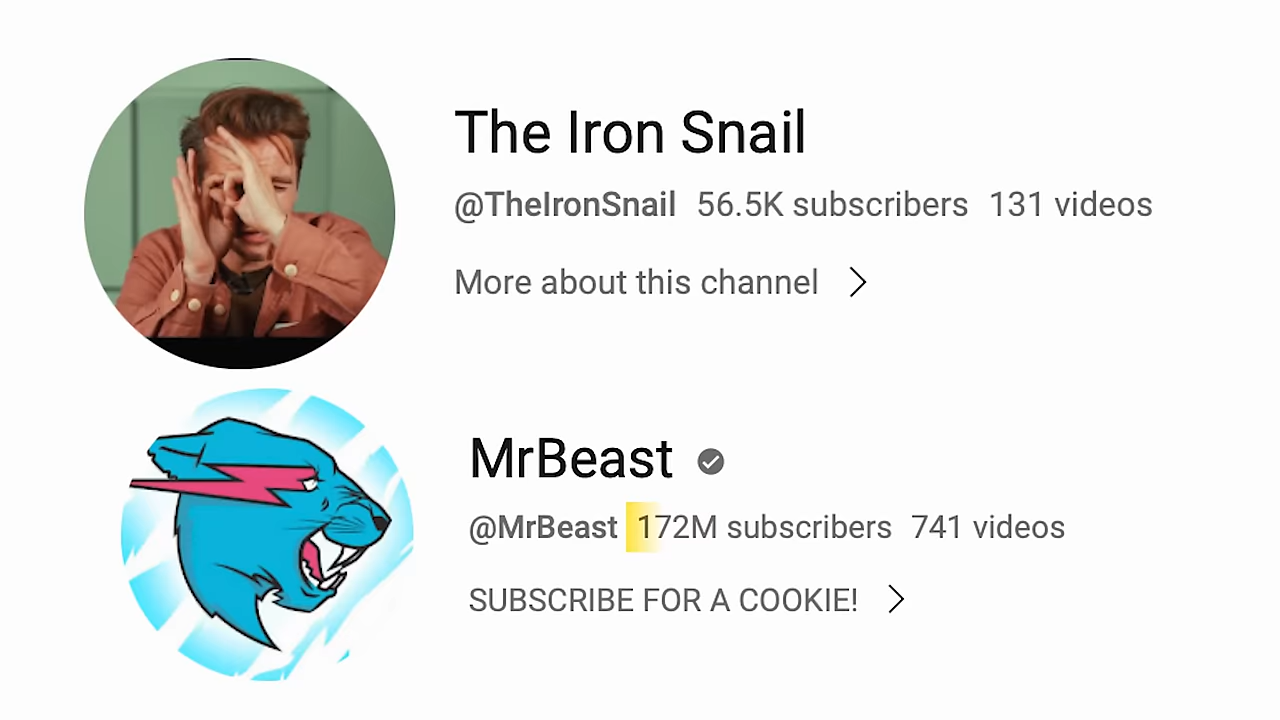 The Iron Snail
@TheIronSnail 56.5K subscribers 131 videos
More about this channel
MrBeast
@MrBeast 172M subscribers 741 videos
SUBSCRIBE FOR A COOKIE!